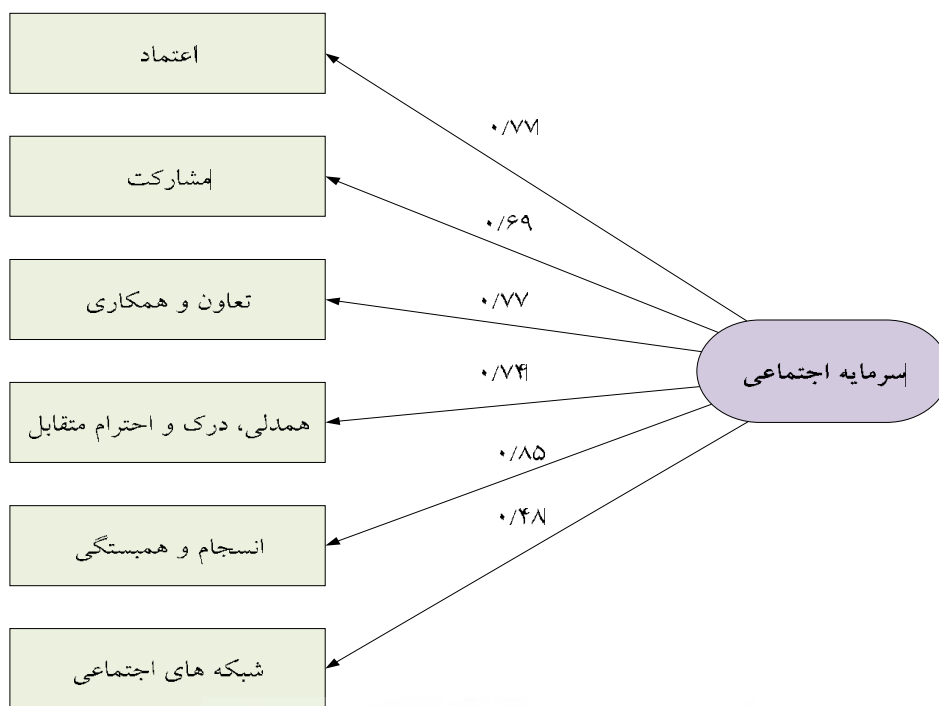 اعتماد
۰/۷۷
مشارکت
۰/۶۹
تعاون و همکاری
۰/۷۷
سرمایه اجتماعی
۰/۷۴
همدلی، درک و احترام متقابل
۰/۸۵
انسجام و همبستگی
۰/۴۸
شبکه های اجتماعی